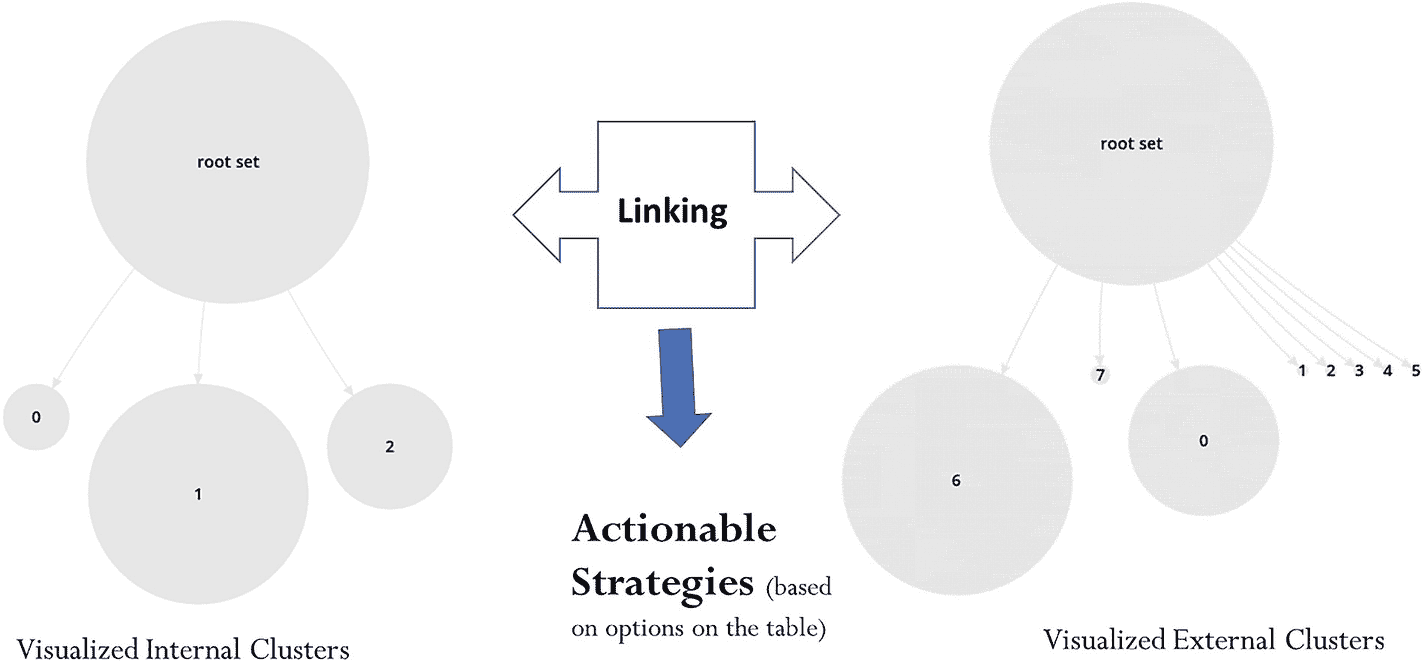 root set
0
1
2
Visualized Internal Clusters
Linking
Actionable
Strategies (based
on options on the table)
root set
7
1 2 3 4 5
0
6
Visualized External Clusters